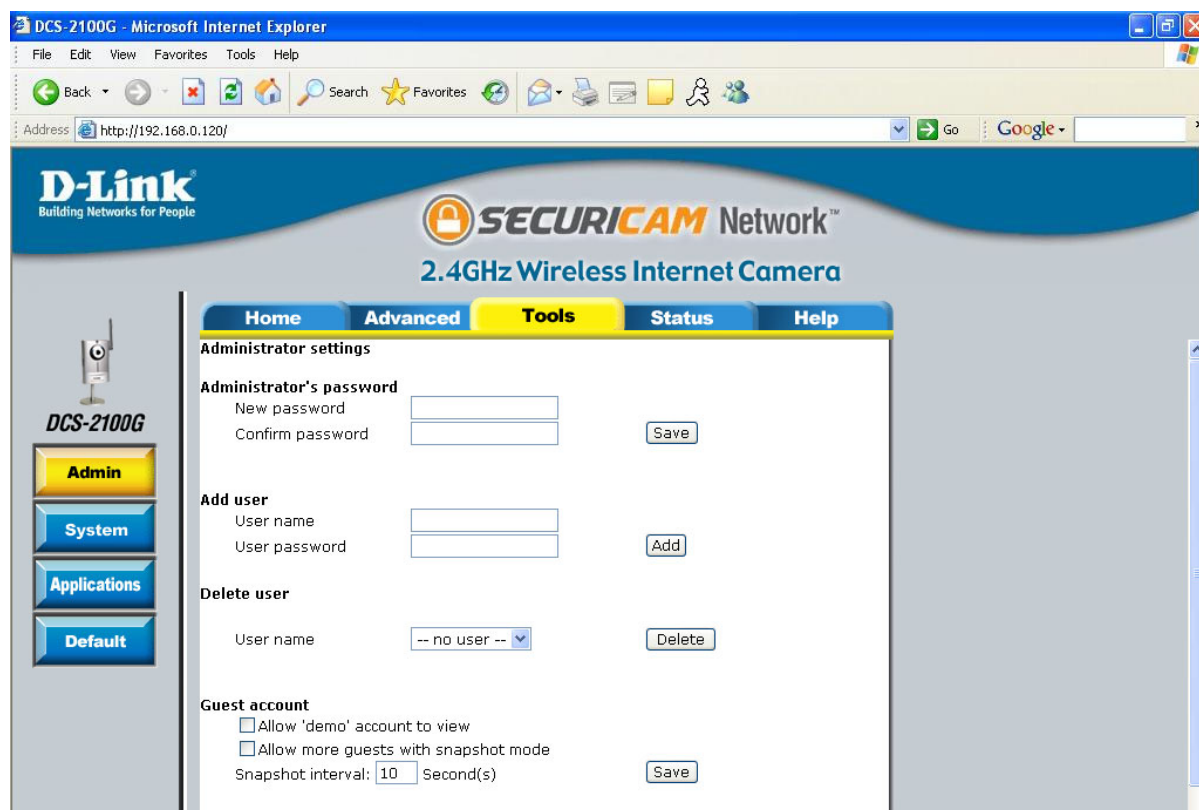 DCS-2100G - Microsoft Internet Explorer
File Edit View Favorites Tools Help
Back Search Favorites
Address http://192.168.0.120/ Go Google
D-Link
Building Networks for People
SECURICAM Network™
2.4GHz Wireless Internet Camera
Home Advanced Tools Status Help
DCS-2100G
Admin
System
Applications
Default
Administrator settings
Administrator's password
New password
Confirm password Save
Add user
User name
User password Add
Delete user
User name -- no user -- Delete
Guest account
Allow 'demo' account to view
Allow more guests with snapshot mode
Snapshot interval: 10 Second(s) Save